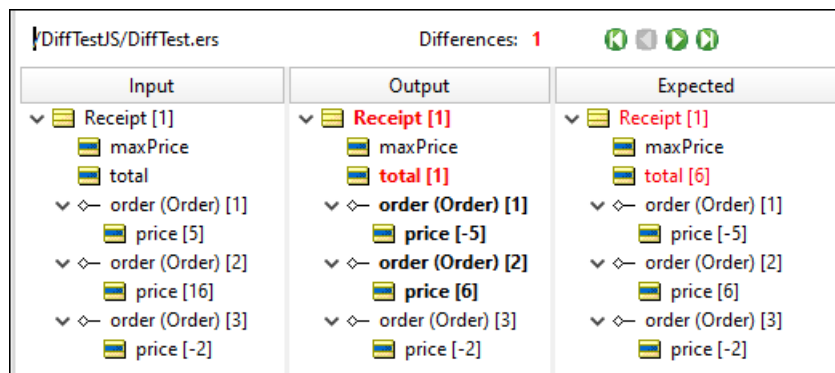 /DiffTestJS/DiffTest.ers Differences: 1
Input Output Expected
Receipt [1] Receipt [1] Receipt [1]
maxPrice maxPrice maxPrice
total total [1] total [6]
order (Order) [1] order (Order) [1] order (Order) [1]
price [5] price [-5] price [-5]
order (Order) [2] order (Order) [2] order (Order) [2]
price [16] price [6] price [6]
order (Order) [3] order (Order) [3] order (Order) [3]
price [-2] price [-2] price [-2]